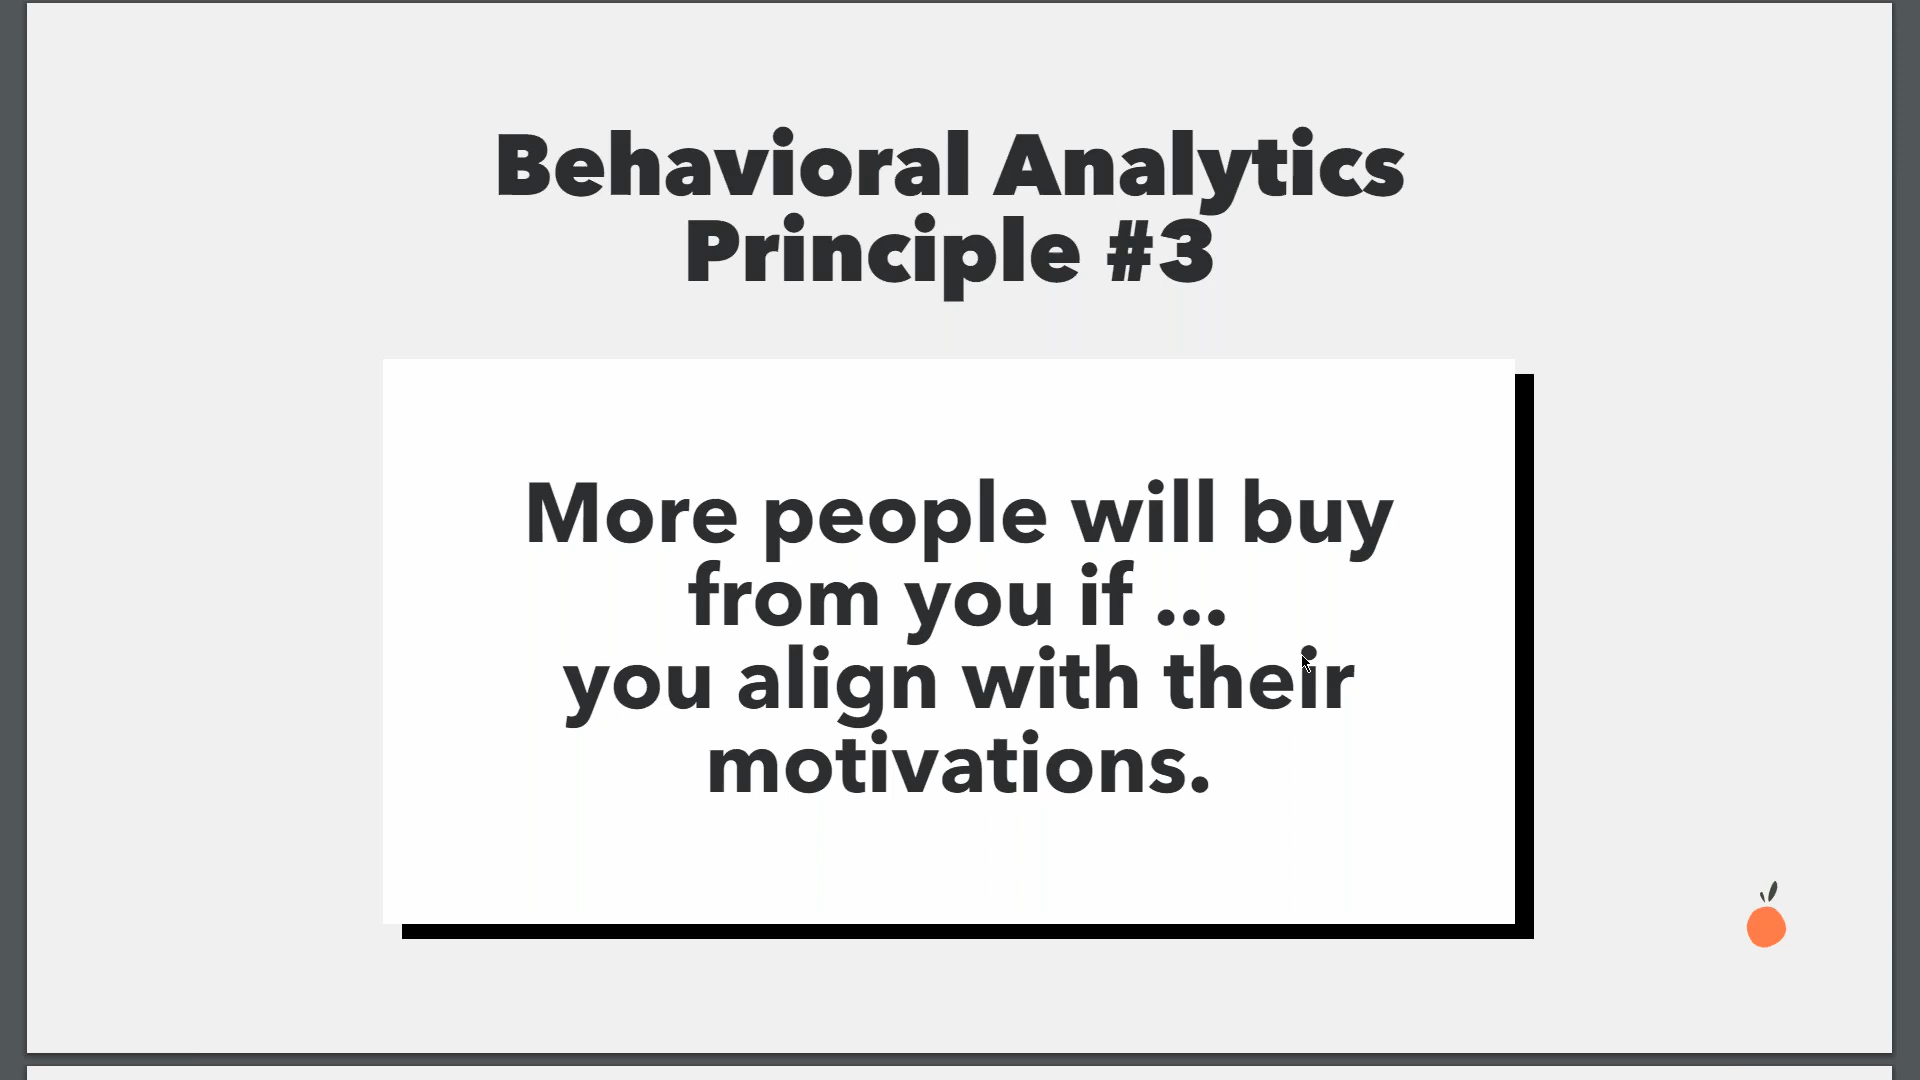 Behavioral Analytics
Principle #3
More people will buy
from you if ...
you align with their
motivations.